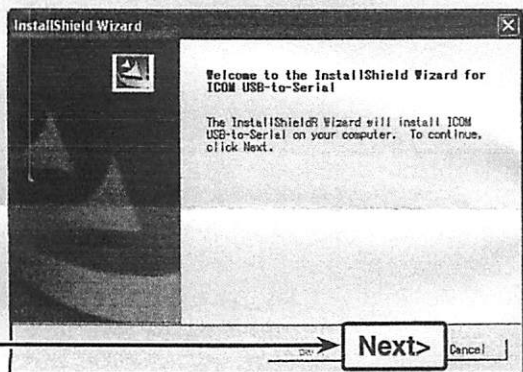 InstallShield Wizard
Welcome to the InstallShield Wizard for
ICOM USB-to-Serial
The InstallShieldR Wizard will install ICOM
USB-to-Serial on your computer. To continue,
click Next.
Next>
Cancel